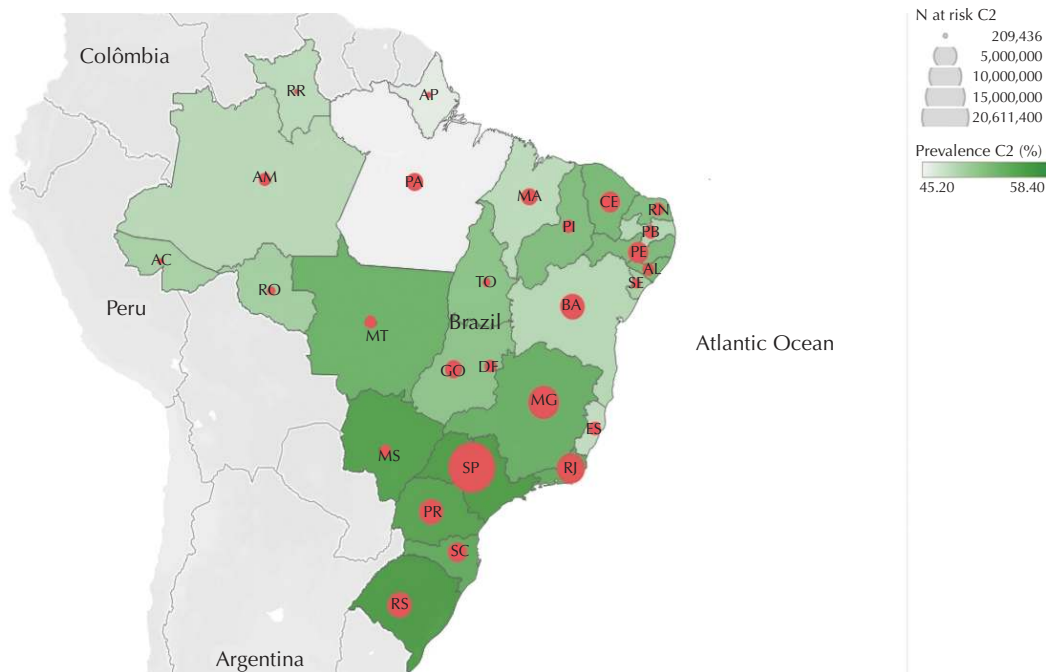 Colômbia
RR
AP
AM
PA
MA
CE
RN
PI
PB
PE
AC
AL
RO
TO
SE
Peru
BA
Brazil
MT
Atlantic Ocean
GO
DF
MG
ES
MS
SP
RJ
PR
SC
RS
Argentina
N at risk C2
209,436
5,000,000
10,000,000
15,000,000
20,611,400
Prevalence C2 (%)
45.20 58.40